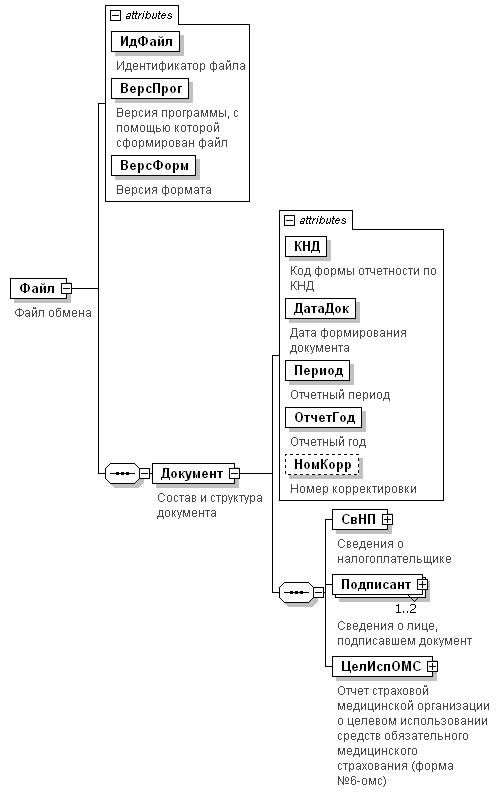 attributes
ИдФайл
Идентификатор файла
ВерсПрог
Версия программы, с
помощью которой
сформирован файл
ВерсФорм
Версия формата
Файл
Файл обмена
Документ
Состав и структура
документа
attributes
КНД
Код формы отчетности по
КНД
ДатаДок
Дата формирования
документа
Период
Отчетный период
ОтчетГод
Отчетный год
НомКорр
Номер корректировки
СвНП
Сведения о
налогоплательщике
Подписант
1..2
Сведения о лице,
подписавшем документ
ЦелИспОМС
Отчет страховой
медицинской организации
о целевом использовании
средств обязательного
медицинского
страхования (форма
№6-омс)